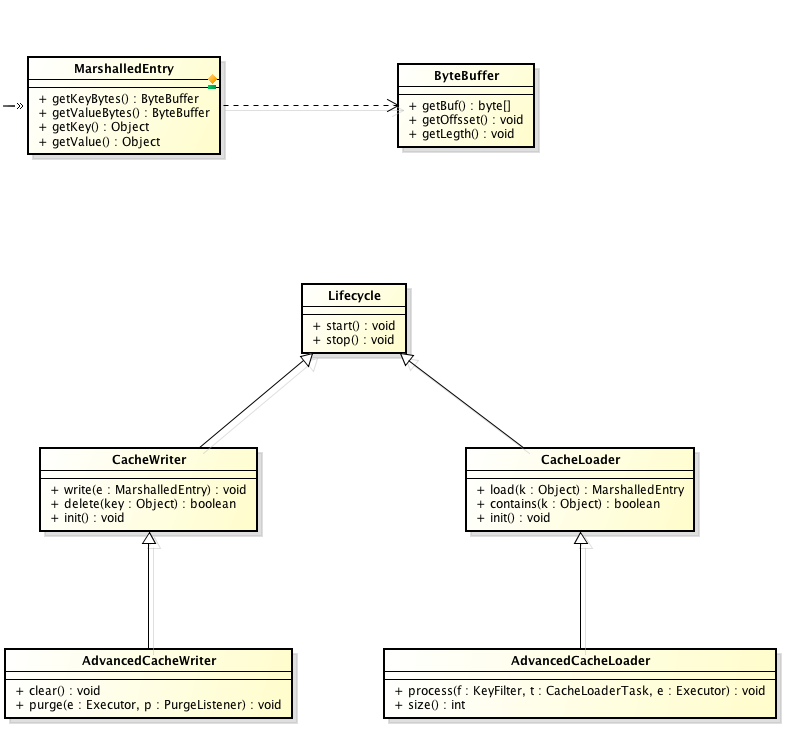 MarshalledEntry
+ getKeyBytes() : ByteBuffer
+ getValueBytes() : ByteBuffer
+ getKey() : Object
+ getValue() : Object
ByteBuffer
+ getBuf() : byte[]
+ getOffsset() : void
+ getLegth() : void
Lifecycle
+ start() : void
+ stop() : void
CacheWriter
+ write(e : MarshalledEntry) : void
+ delete(key : Object) : boolean
+ init() : void
CacheLoader
+ load(k : Object) : MarshalledEntry
+ contains(k : Object) : boolean
+ init() : void
AdvancedCacheWriter
+ clear() : void
+ purge(e : Executor, p : PurgeListener) : void
AdvancedCacheLoader
+ process(f : KeyFilter, t : CacheLoaderTask, e : Executor) : void
+ size() : int